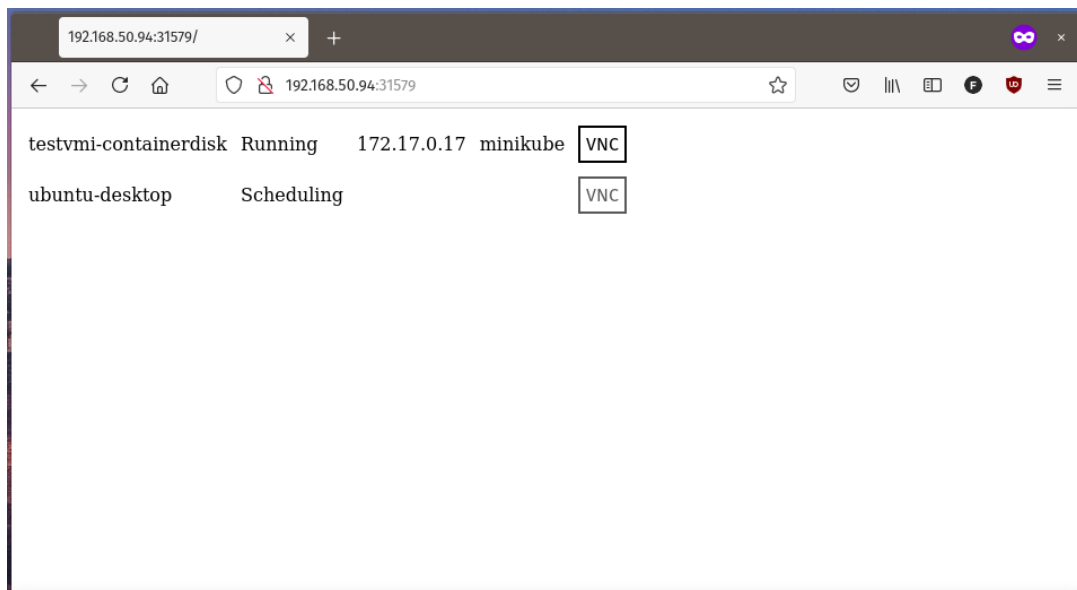 192.168.50.94:31579/
192.168.50.94:31579
testvmi-containerdisk Running 172.17.0.17 minikube VNC
ubuntu-desktop Scheduling VNC